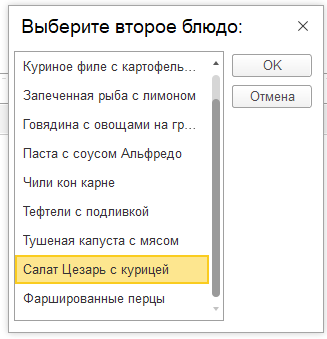 Выберите второе блюдо:
Куриное филе с картофель...
OK
Запеченная рыба с лимоном
Отмена
Говядина с овощами на гр...
Паста с соусом Альфредо
Чили кон карне
Тефтели с подливкой
Тушеная капуста с мясом
Салат Цезарь с курицей
Фаршированные перцы